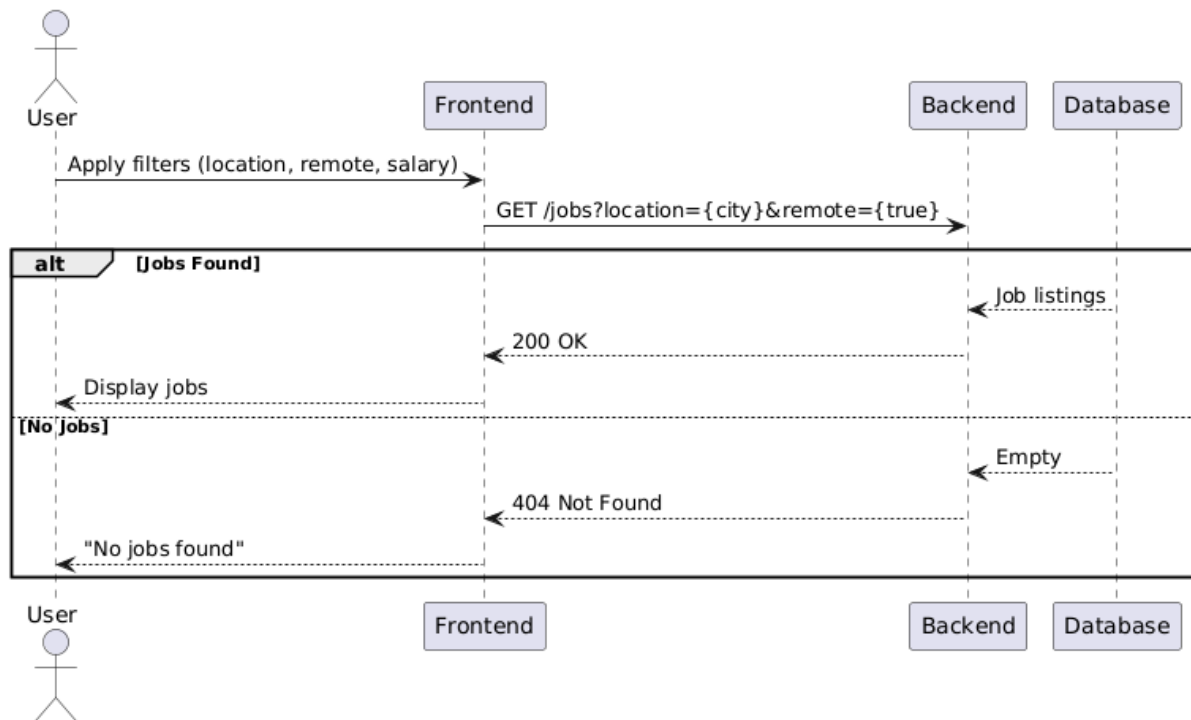 User
Frontend
Backend
Database
Apply filters (location, remote, salary)
GET /jobs?location={city}&remote={true}
alt
[Jobs Found]
Job listings
200 OK
Display jobs
[No Jobs]
Empty
404 Not Found
"No jobs found"
User
Frontend
Backend
Database